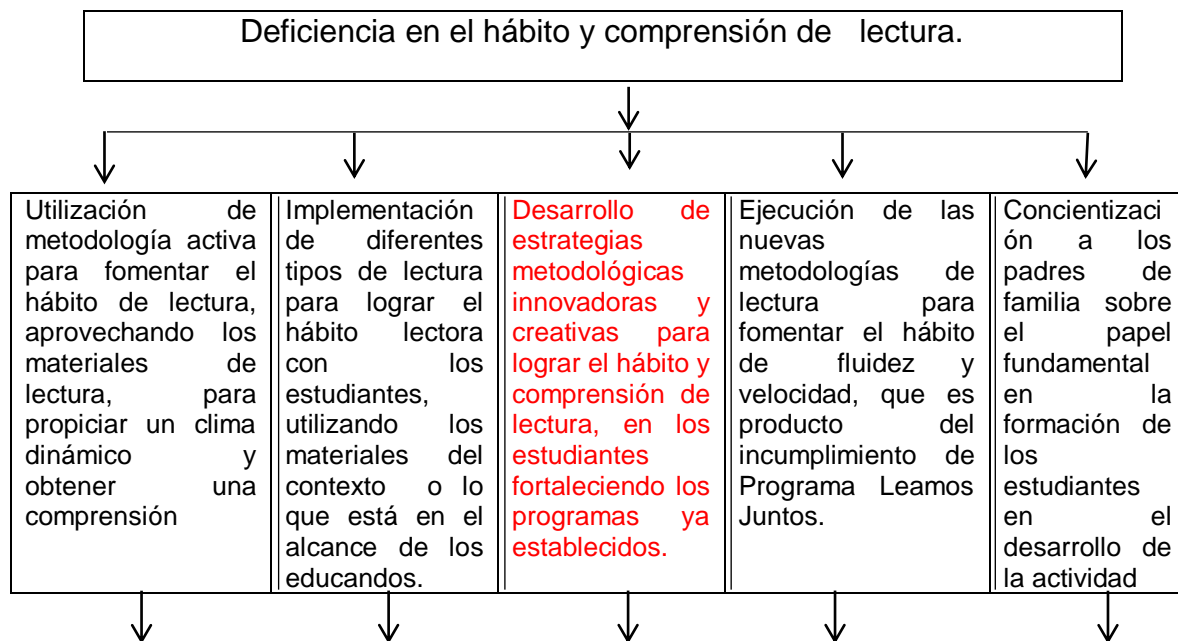 Deficiencia en el hábito y comprensión de lectura.
Utilización de
metodología activa
para fomentar el
hábito de lectura,
aprovechando los
materiales de
lectura, para
propiciar un clima
dinámico y
obtener una
comprensión
Implementación
de diferentes
tipos de lectura
para lograr el
hábito lectora
con los
estudiantes,
utilizando los
materiales del
contexto o lo
que está en el
alcance de los
educandos.
Desarrollo de
estrategias
metodológicas
innovadoras y
creativas para
lograr el hábito y
comprensión de
lectura, en los
estudiantes
fortaleciendo los
programas ya
establecidos.
Ejecución de las
nuevas
metodologías de
lectura para
fomentar el hábito
de fluidez y
velocidad, que es
producto del
incumplimiento de
Programa Leamos
Juntos.
Concientizaci
ón a los
padres de
familia sobre
el papel
fundamental
en la
formación de
los
estudiantes
en el
desarrollo de
la actividad